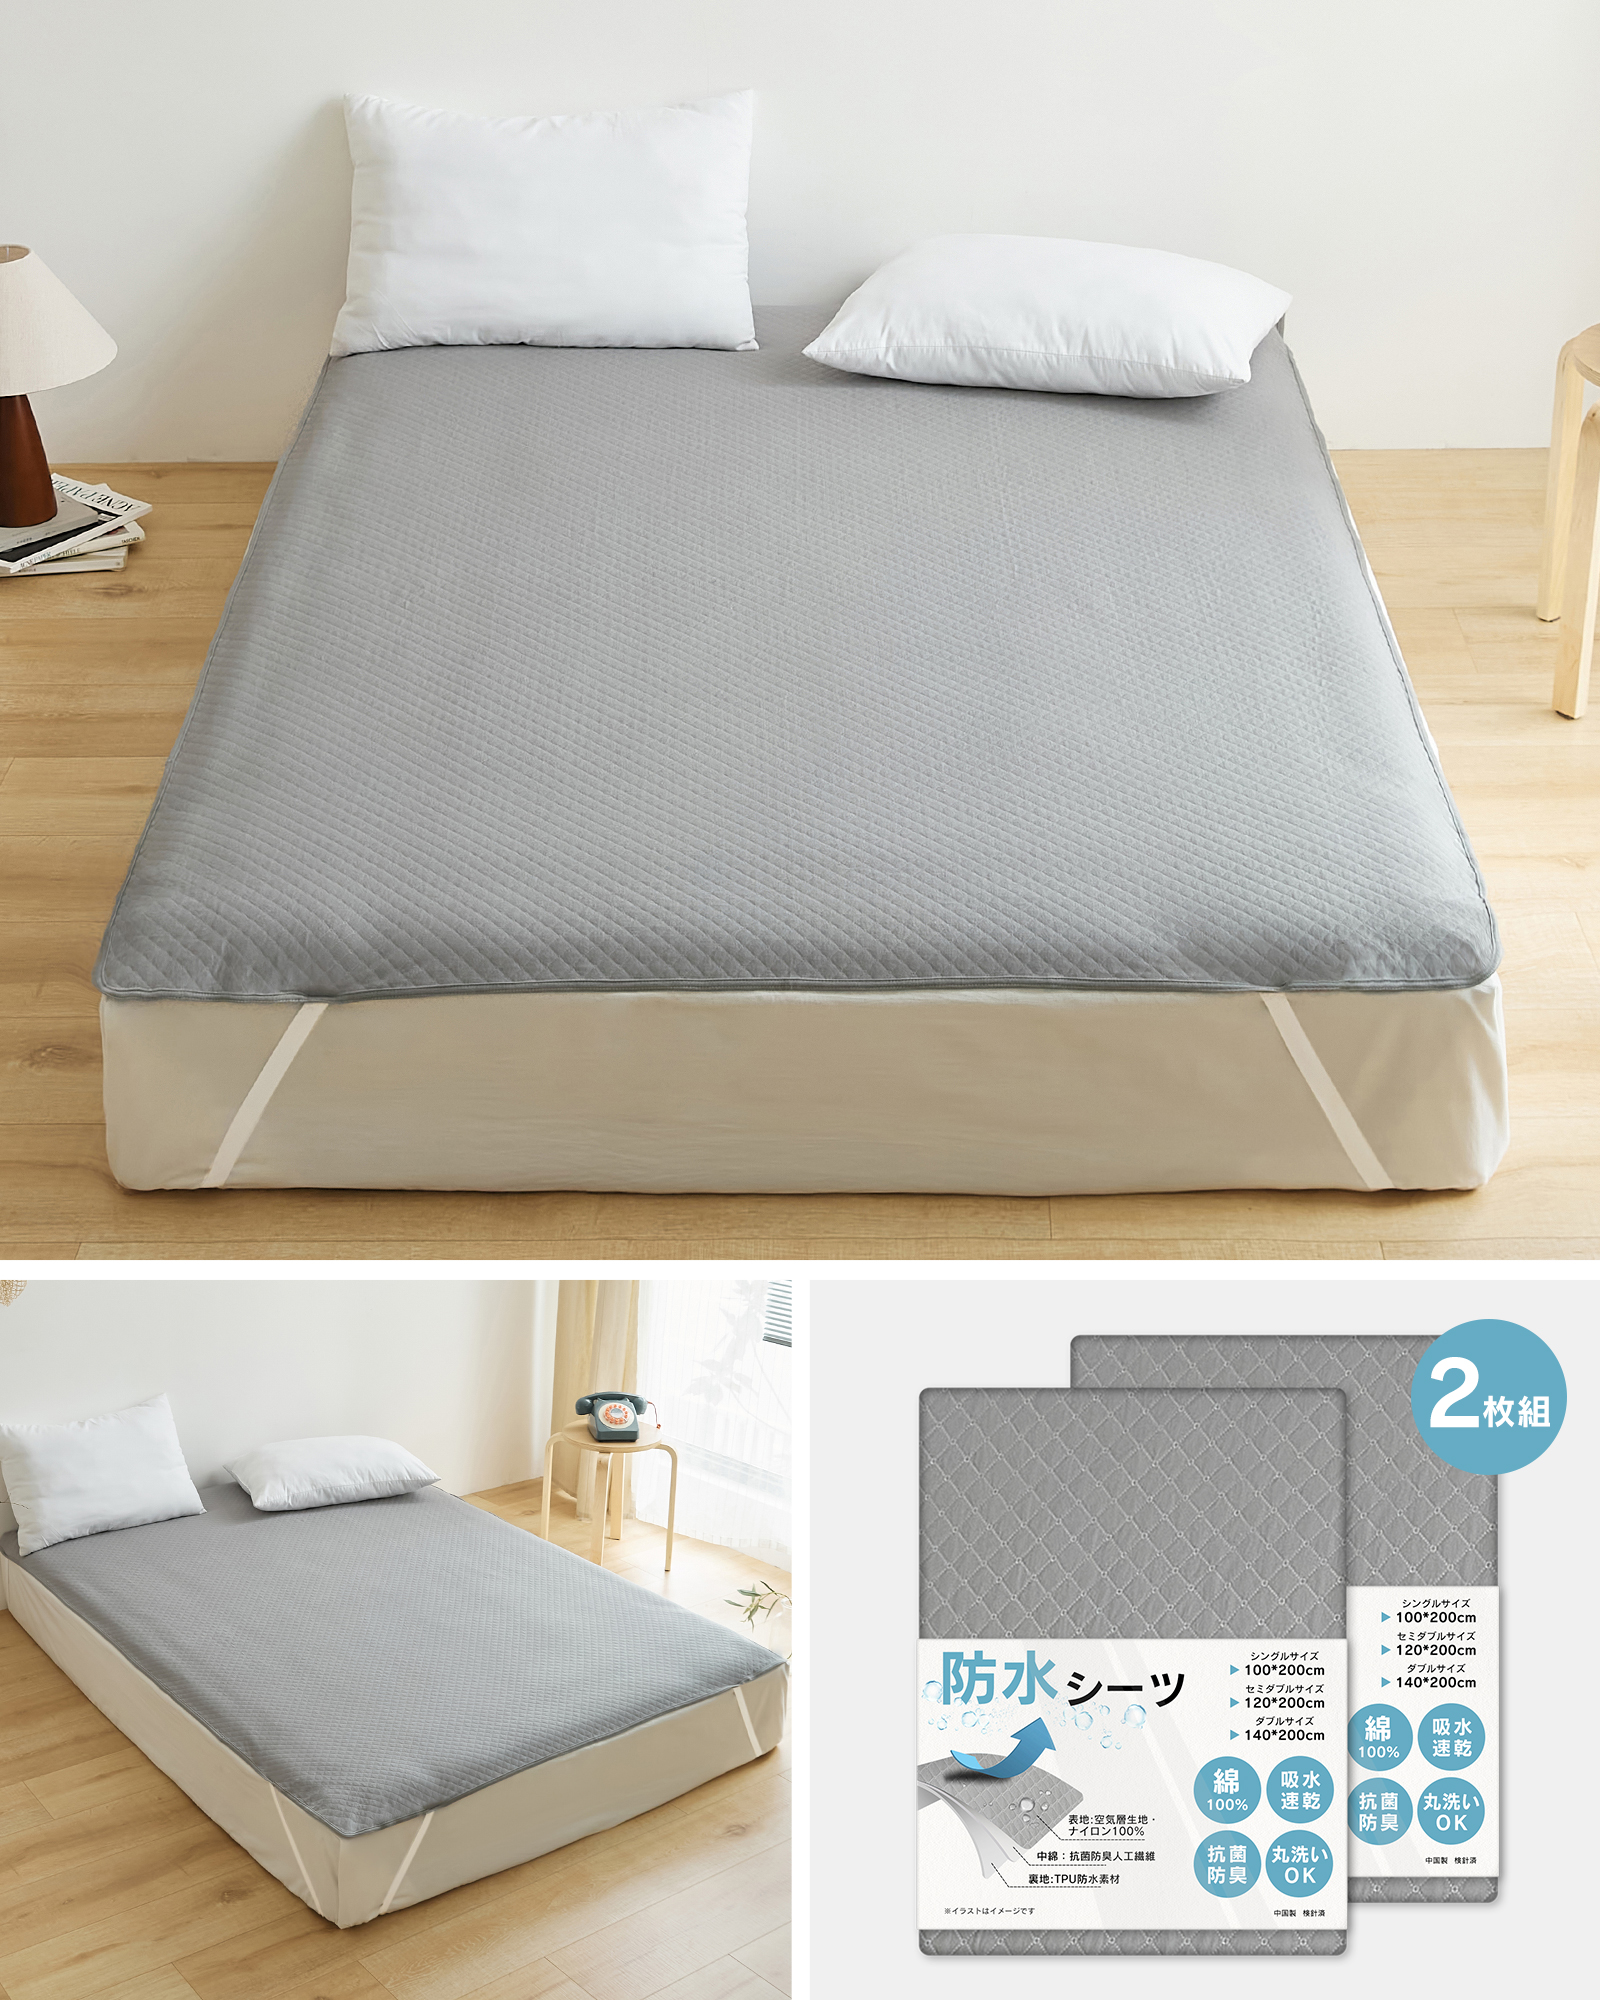 2枚組
防水シーツ
シングルサイズ
▶100*200cm
セミダブルサイズ
▶120*200cm
ダブルサイズ
▶140*200cm
綿
100%
吸水
速乾
抗菌
防臭
丸洗い
OK
表地:空気層生地・
ナイロン100%
中綿:抗菌防臭人工繊維
裏地:TPU防水素材
※イラストはイメージです
中国製 検針済
シングルサイズ
▶100*200cm
セミダブルサイズ
▶120*200cm
ダブルサイズ
▶140*200cm
綿
100%
吸水
速乾
抗菌
防臭
丸洗い
OK
中国製 検針済